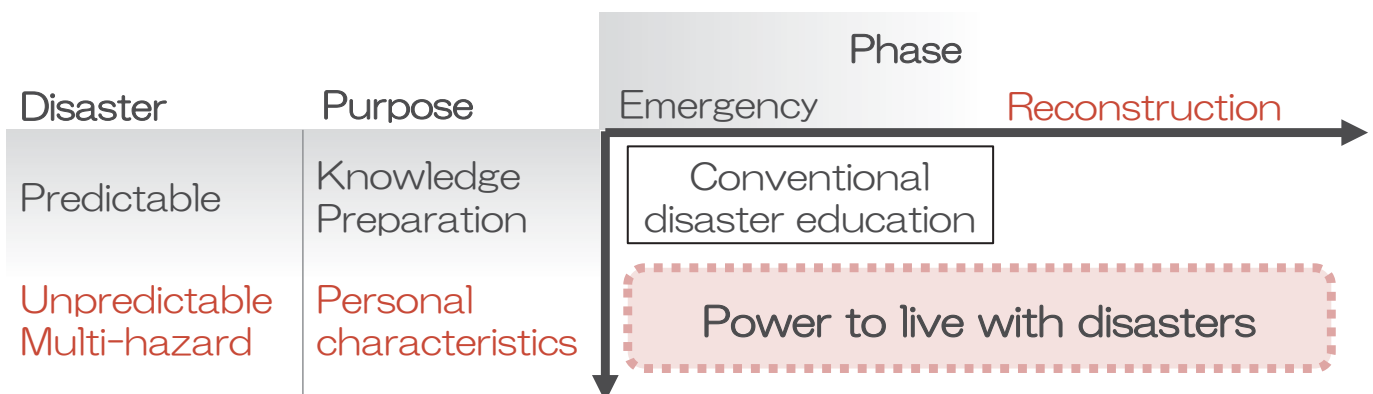 Phase
Disaster
Purpose
Emergency
Reconstruction
Predictable
Knowledge
Preparation
Conventional
disaster education
Unpredictable
Multi-hazard
Personal
characteristics
Power to live with disasters